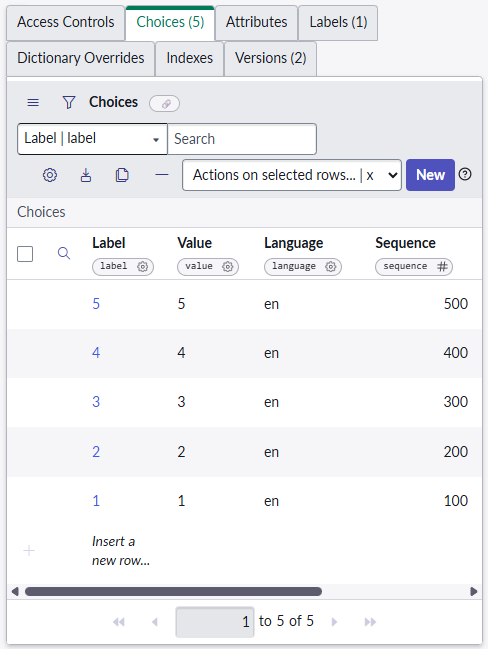 Access Controls Choices (5) Attributes Labels (1)
Dictionary Overrides Indexes Versions (2)
Choices
Label | label Search
Actions on selected rows... | x New
Choices
Label Value Language Sequence
label value language sequence #
5 5 en 500
4 4 en 400
3 3 en 300
2 2 en 200
1 1 en 100
Insert a
new row...
1 to 5 of 5